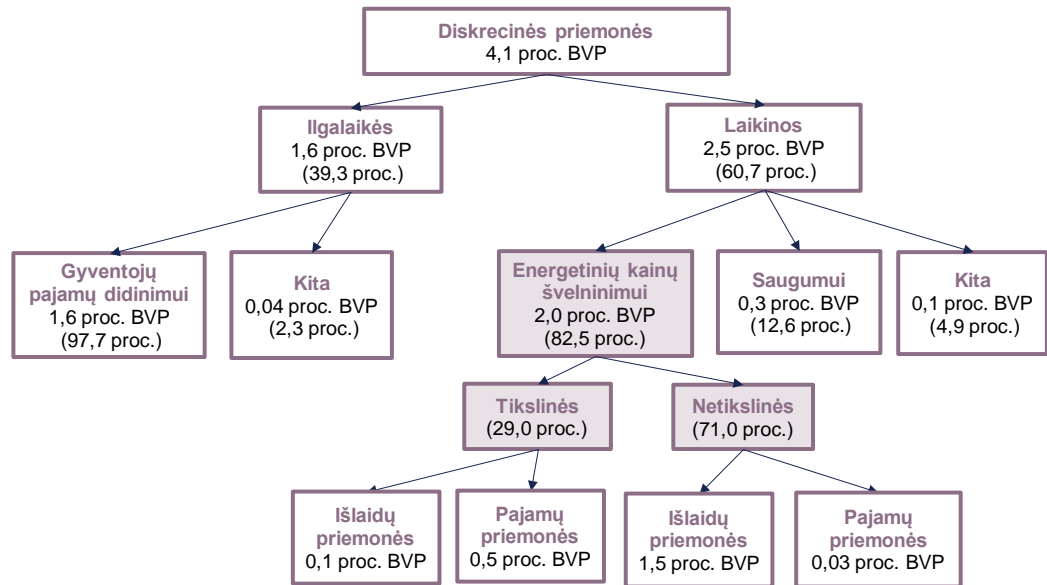 Diskrecinės priemonės
4,1 proc. BVP
Ilgalaikės
1,6 proc. BVP
(39,3 proc.)
Laikinos
2,5 proc. BVP
(60,7 proc.)
Gyventojų
pajamų didinimui
1,6 proc. BVP
(97,7 proc.)
Kita
0,04 proc. BVP
(2,3 proc.)
Energetinių kainų
švelninimui
2,0 proc. BVP
(82,5 proc.)
Saugumui
0,3 proc. BVP
(12,6 proc.)
Kita
0,1 proc. BVP
(4,9 proc.)
Tikslinės
(29,0 proc.)
Netikslinės
(71,0 proc.)
Išlaidų
priemonės
0,1 proc. BVP
Pajamų
priemonės
0,5 proc. BVP
Išlaidų
priemonės
1,5 proc. BVP
Pajamų
priemonės
0,03 proc. BVP